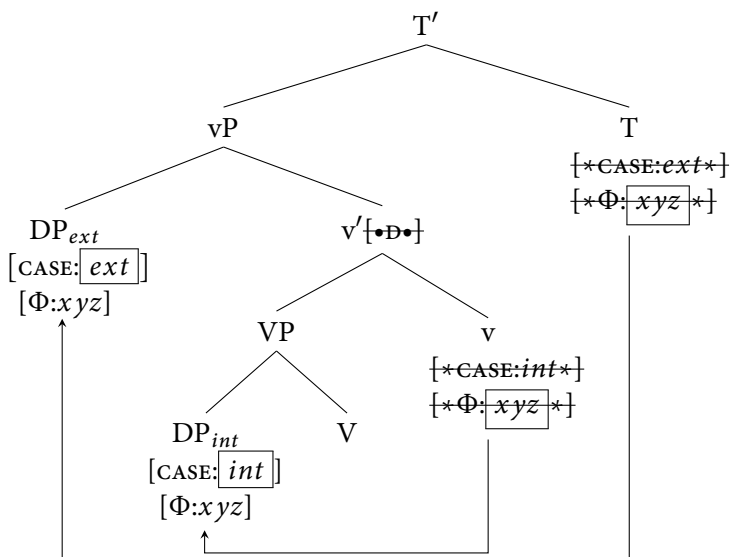 T′
vP T
[∗CASE:ext∗]
[∗Φ: xyz ∗]
DPext v′[•D•]
[CASE: ext ]
[Φ:xyz]
VP v
[∗CASE:int∗]
[∗Φ: xyz ∗]
DPint V
[CASE: int ]
[Φ:xyz]